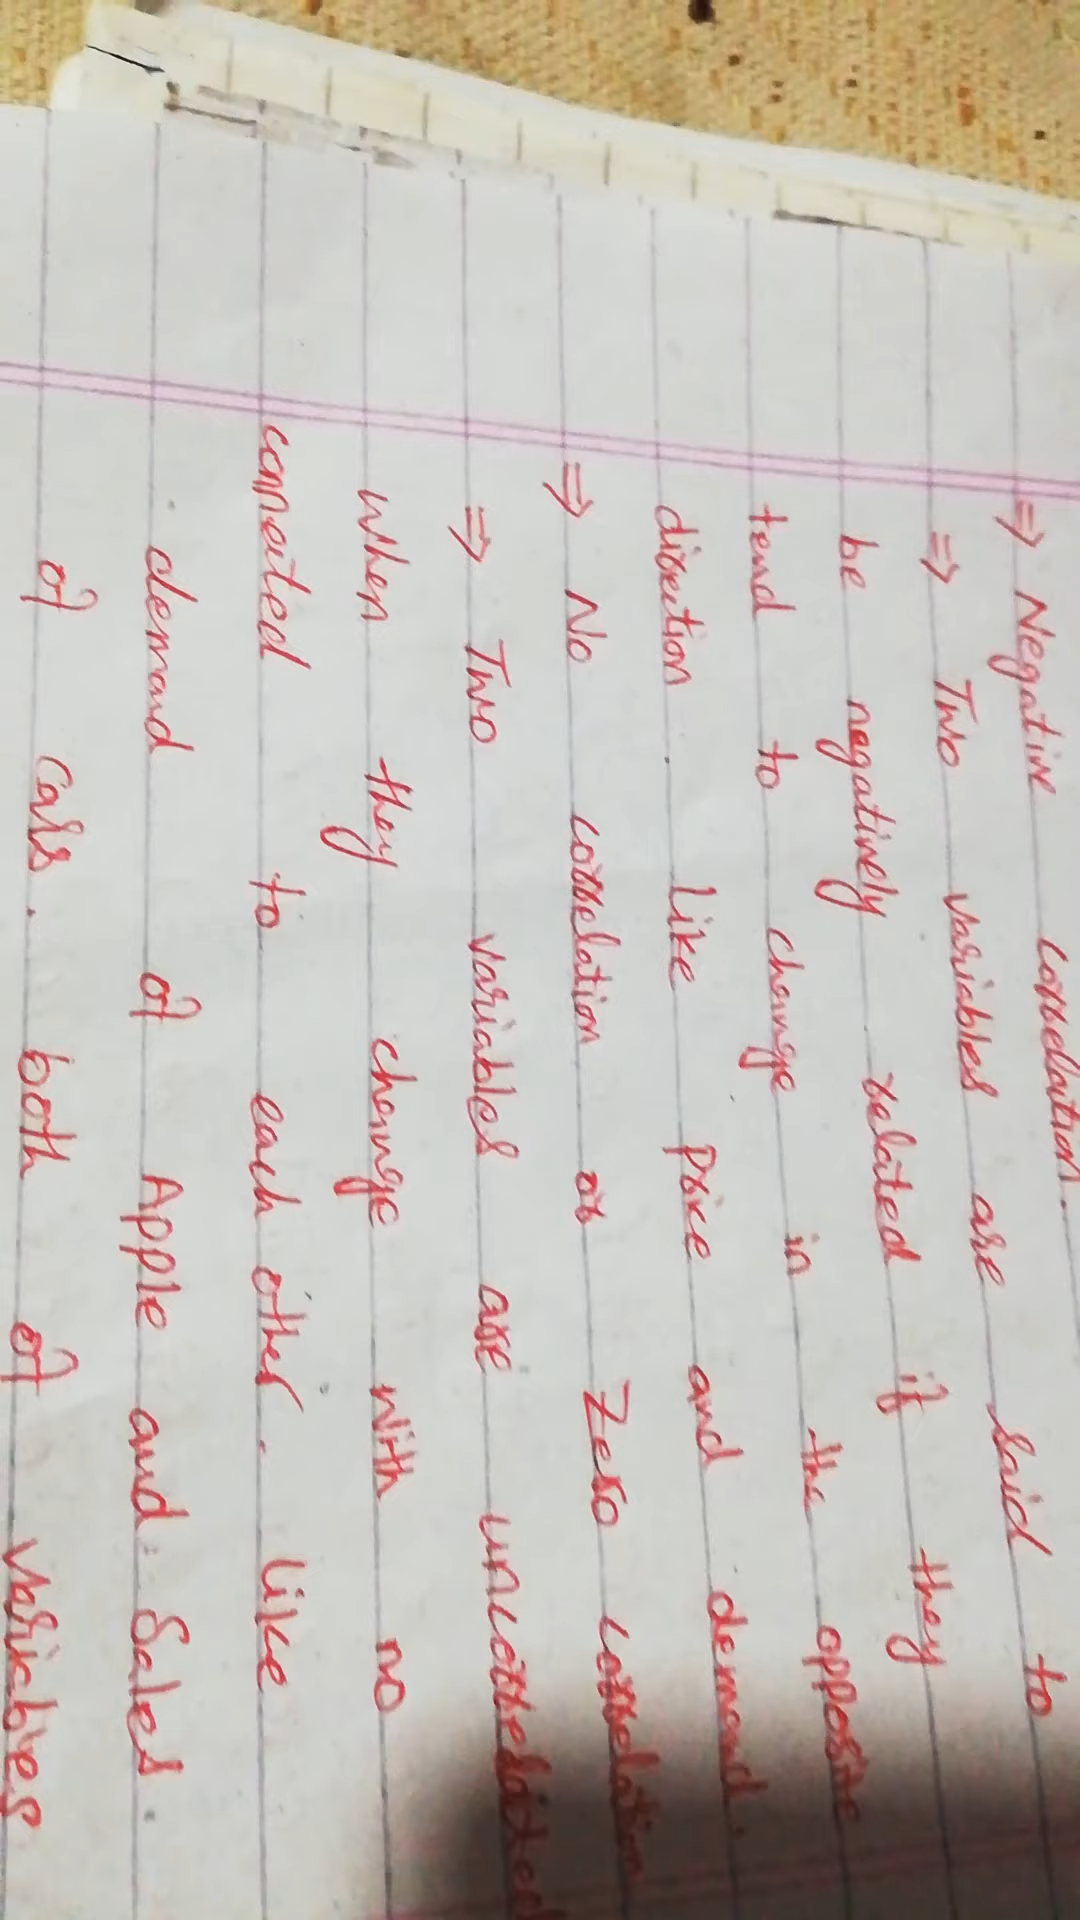 ⇒ Negative correlation.
⇒ Two variables are said to
be negatively related if they
tend to change in the opposite
direction. like Price and demand.
⇒ No correlation or Zero correlation
⇒ Two variables are uncorrelated
when they change with no
connected to each other. like
demand of Apple and Sales.
of cars. both of variables